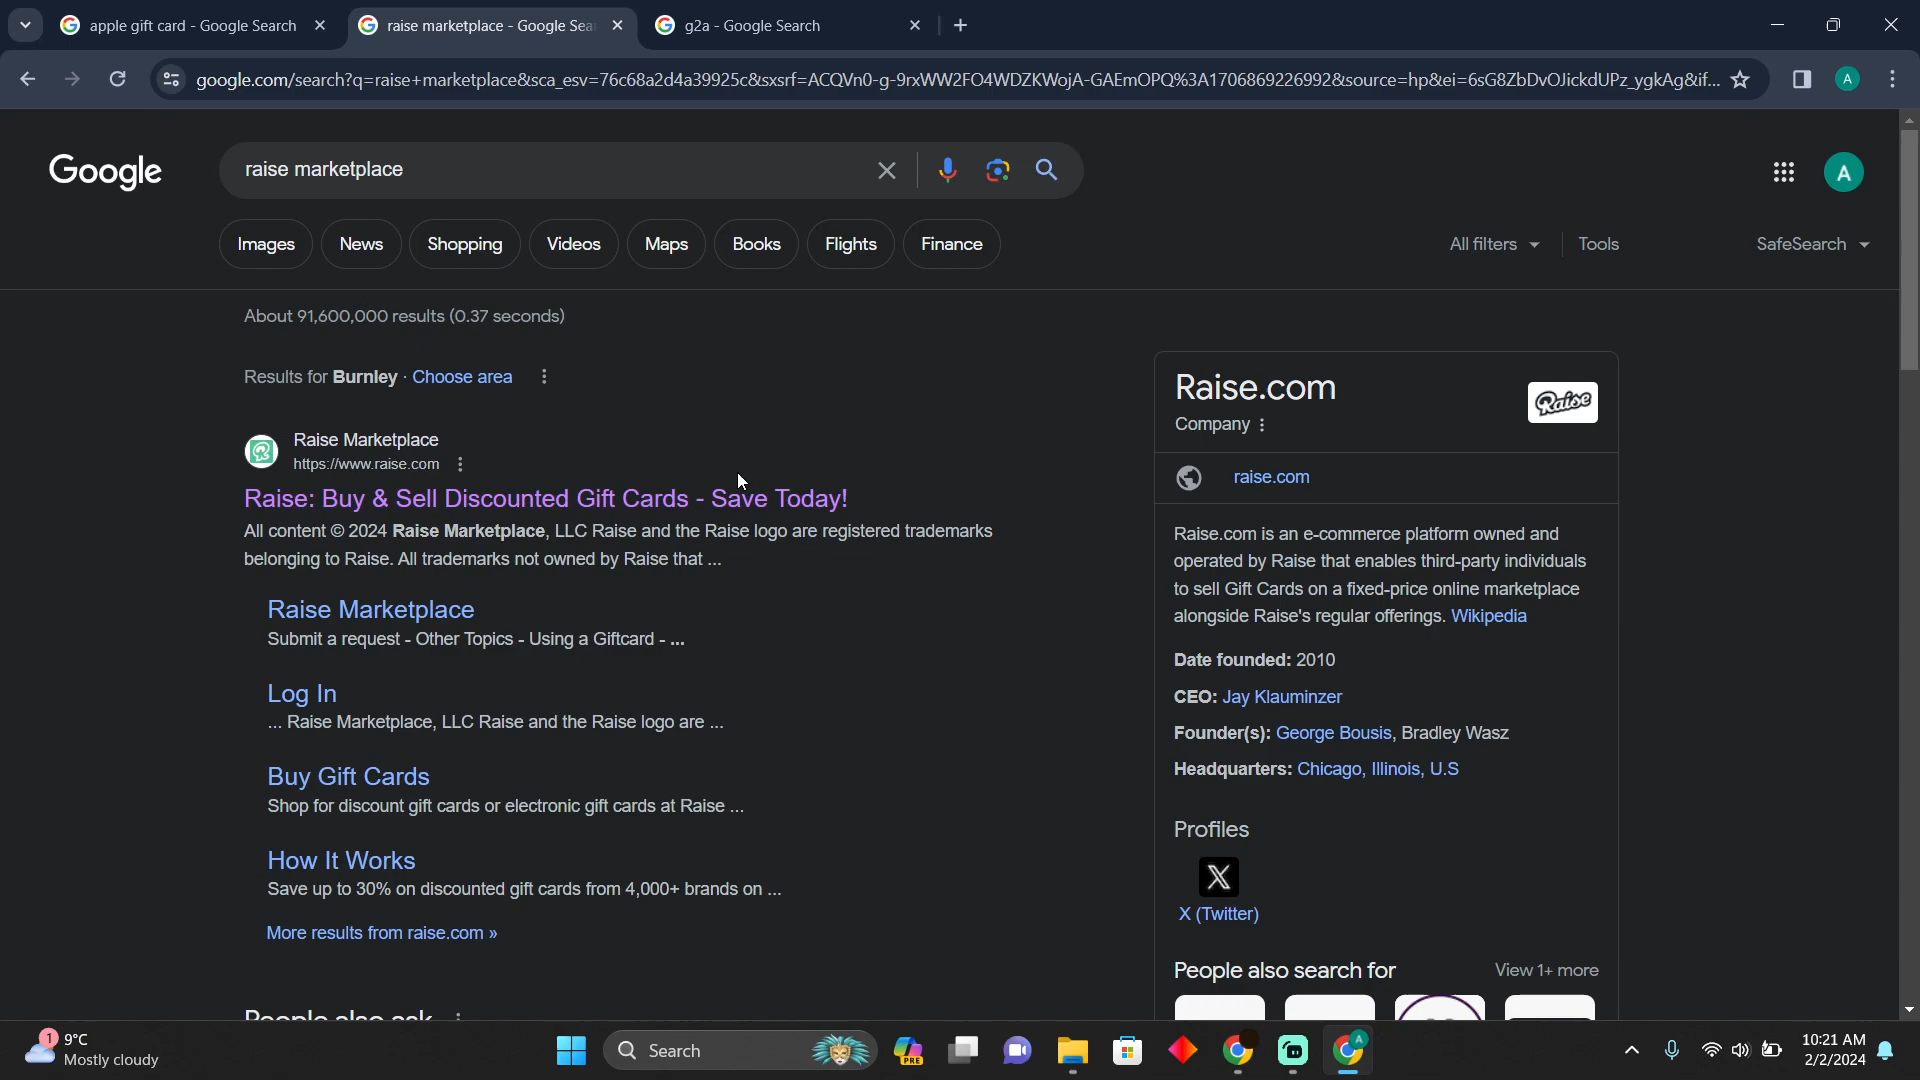 apple gift card - Google Search
raise marketplace - Google Sea
g2a - Google Search
google.com/search?q=raise+marketplace&sca_esv=76c68a2d4a39925c&sxsrf=ACQVn0-g-9rxWW2FO4WDZKWojA-GAEmOPQ%3A1706869226992&source=hp&ei=6sG8ZbDvOJickdUPz_ygkAg&if...
A
Google
raise marketplace
A
Images
News
Shopping
Videos
Maps
Books
Flights
Finance
All filters
Tools
SafeSearch
About 91,600,000 results (0.37 seconds)
Results for Burnley · Choose area
Raise Marketplace
https://www.raise.com
Raise: Buy & Sell Discounted Gift Cards - Save Today!
All content © 2024 Raise Marketplace, LLC Raise and the Raise logo are registered trademarks
belonging to Raise. All trademarks not owned by Raise that ...
Raise Marketplace
Submit a request - Other Topics - Using a Giftcard - ...
Log In
... Raise Marketplace, LLC Raise and the Raise logo are ...
Buy Gift Cards
Shop for discount gift cards or electronic gift cards at Raise ...
How It Works
Save up to 30% on discounted gift cards from 4,000+ brands on ...
More results from raise.com »
People also ask
Raise.com
Raise
Company
raise.com
Raise.com is an e-commerce platform owned and
operated by Raise that enables third-party individuals
to sell Gift Cards on a fixed-price online marketplace
alongside Raise's regular offerings. Wikipedia
Date founded: 2010
CEO: Jay Klauminzer
Founder(s): George Bousis, Bradley Wasz
Headquarters: Chicago, Illinois, U.S
Profiles
X (Twitter)
People also search for
View 1+ more
1
9°C
Mostly cloudy
Search
PRE
A
10:21 AM
2/2/2024